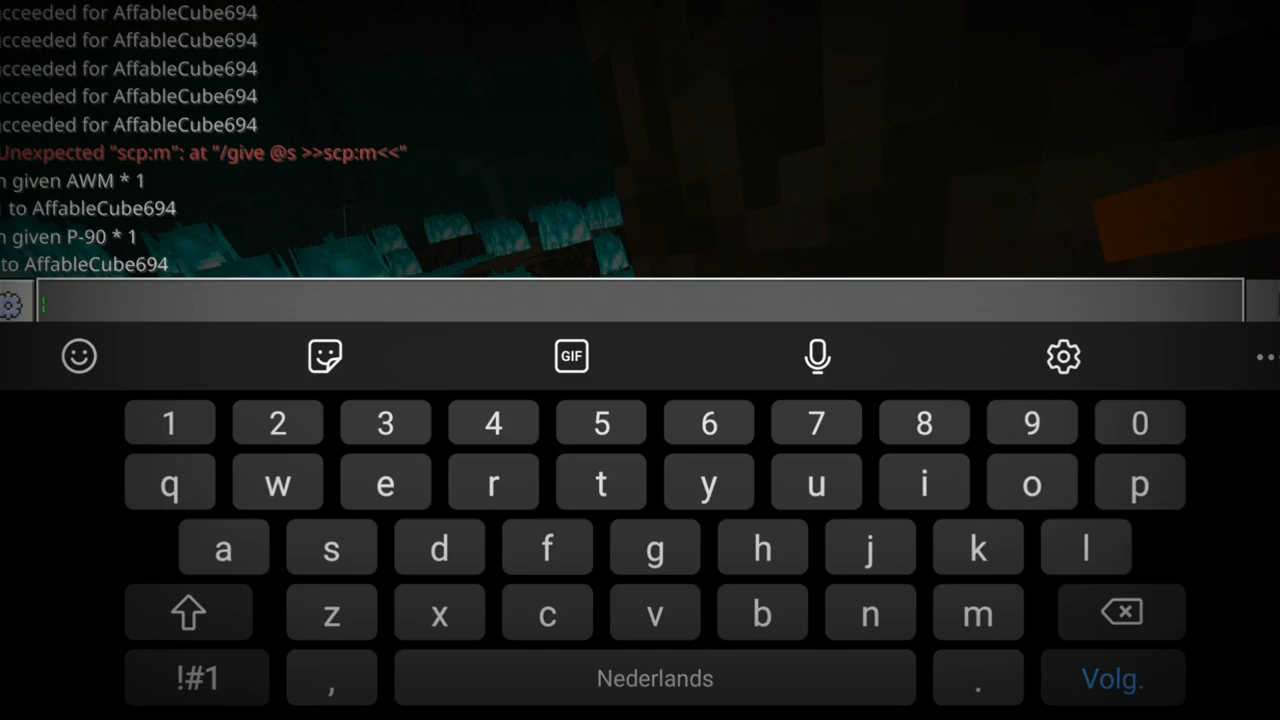 cceeded for AffableCube694
cceeded for AffableCube694
cceeded for AffableCube694
cceeded for AffableCube694
cceeded for AffableCube694
Unexpected "scp:m": at "/give @s >>scp:m<<"
n given AWM * 1
to AffableCube694
n given P-90 * 1
to AffableCube694
GIF
1 2 3 4 5 6 7 8 9 0
q w e r t y u i o p
a s d f g h j k l
z x c v b n m
!#1 , Nederlands . Volg.